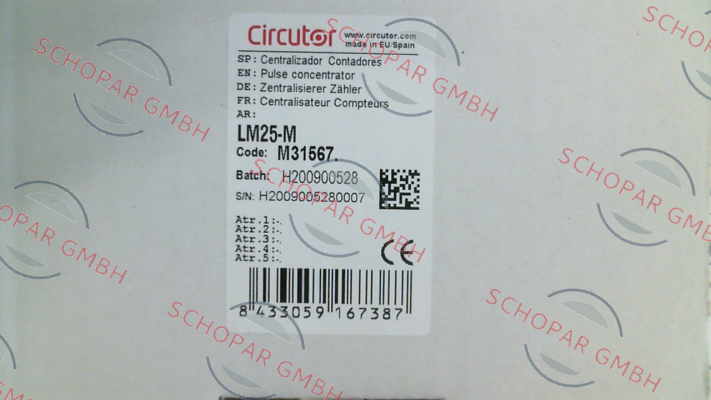 Circutor www.circutor.com
made in EU/Spain
SP: Centralizador Contadores
EN: Pulse concentrator
DE: Zentralisierer Zähler
FR: Centralisateur Compteurs
AR:
LM25-M
Code: M31567.
Batch: H200900528
S/N: H2009005280007
Atr.1:-.
Atr.2:-.
Atr.3:-.
Atr.4:-.
Atr.5:-.
CE
8 433059 167387
SCHOPAR GMBH
SCHOPAR GMBH
SCHOPAR GMBH
SCHOPAR GMBH
SCHOPAR GMBH
SCHOPAR GMBH
SCHOPAR GMBH
SCHOPAR GMBH